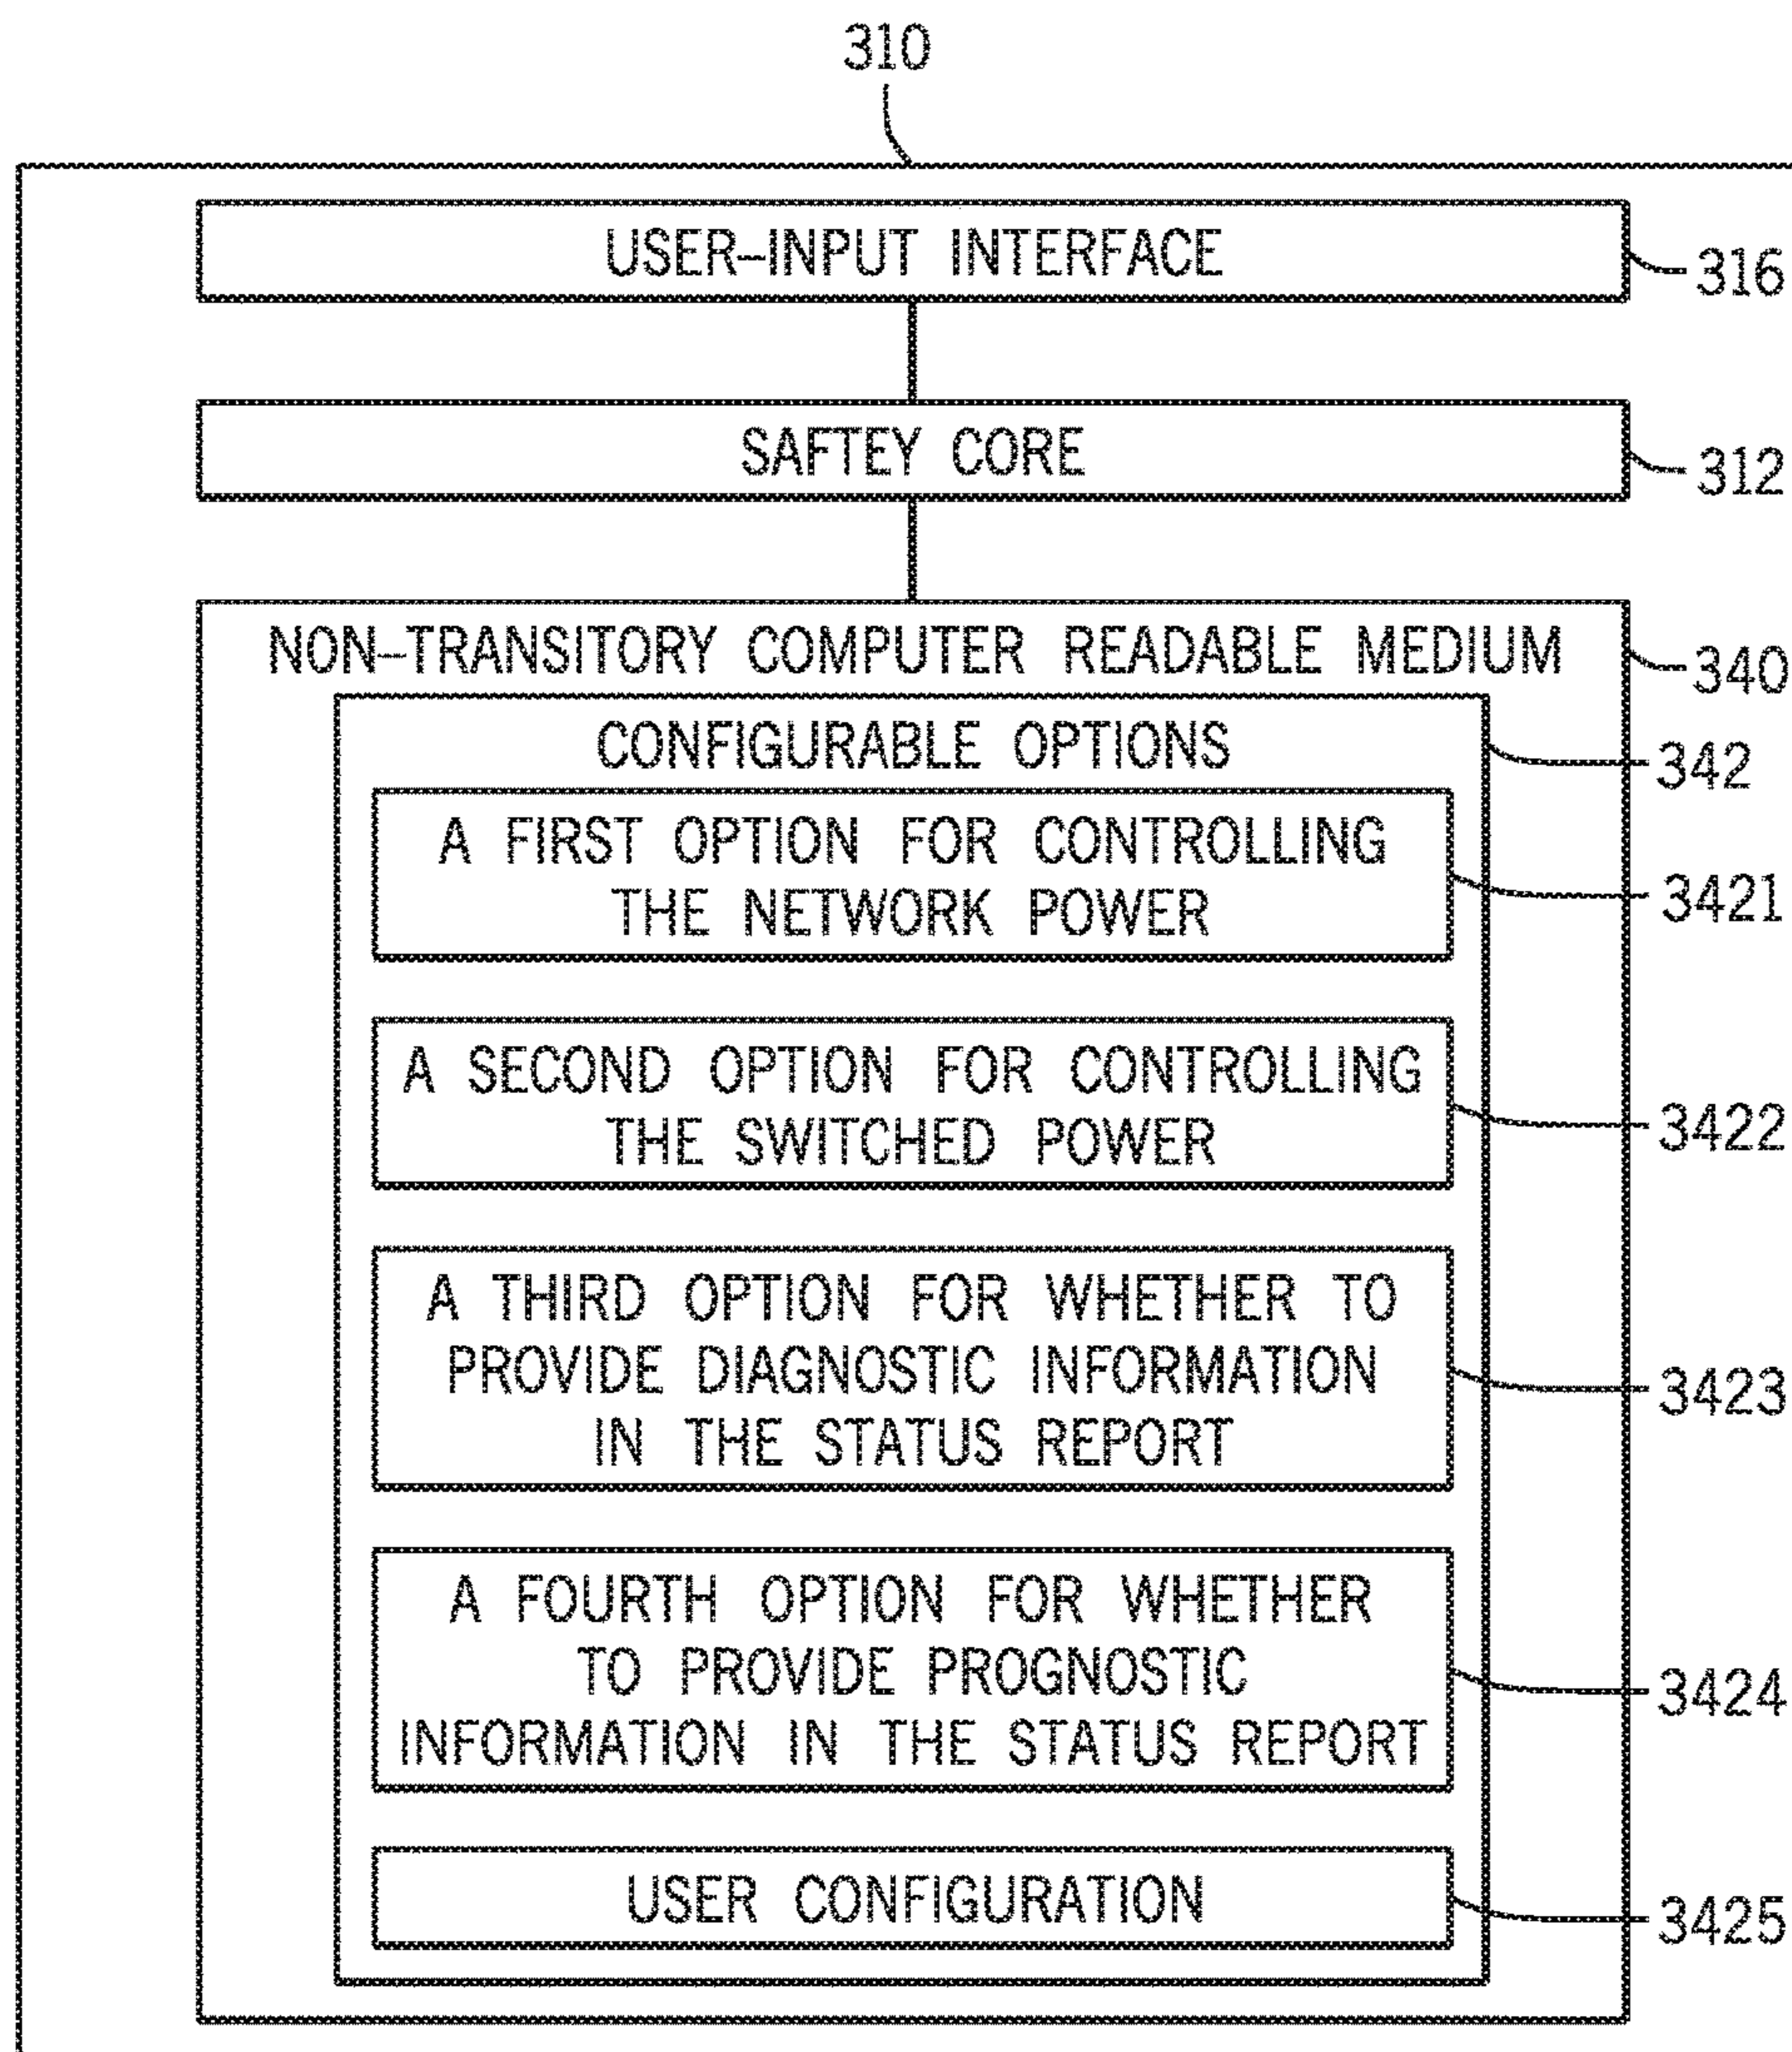 310
USER-INPUT INTERFACE
316
SAFTEY CORE
312
NON-TRANSITORY COMPUTER READABLE MEDIUM
340
CONFIGURABLE OPTIONS
342
A FIRST OPTION FOR CONTROLLING
THE NETWORK POWER
3421
A SECOND OPTION FOR CONTROLLING
THE SWITCHED POWER
3422
A THIRD OPTION FOR WHETHER TO
PROVIDE DIAGNOSTIC INFORMATION
IN THE STATUS REPORT
3423
A FOURTH OPTION FOR WHETHER
TO PROVIDE PROGNOSTIC
INFORMATION IN THE STATUS REPORT
3424
USER CONFIGURATION
3425